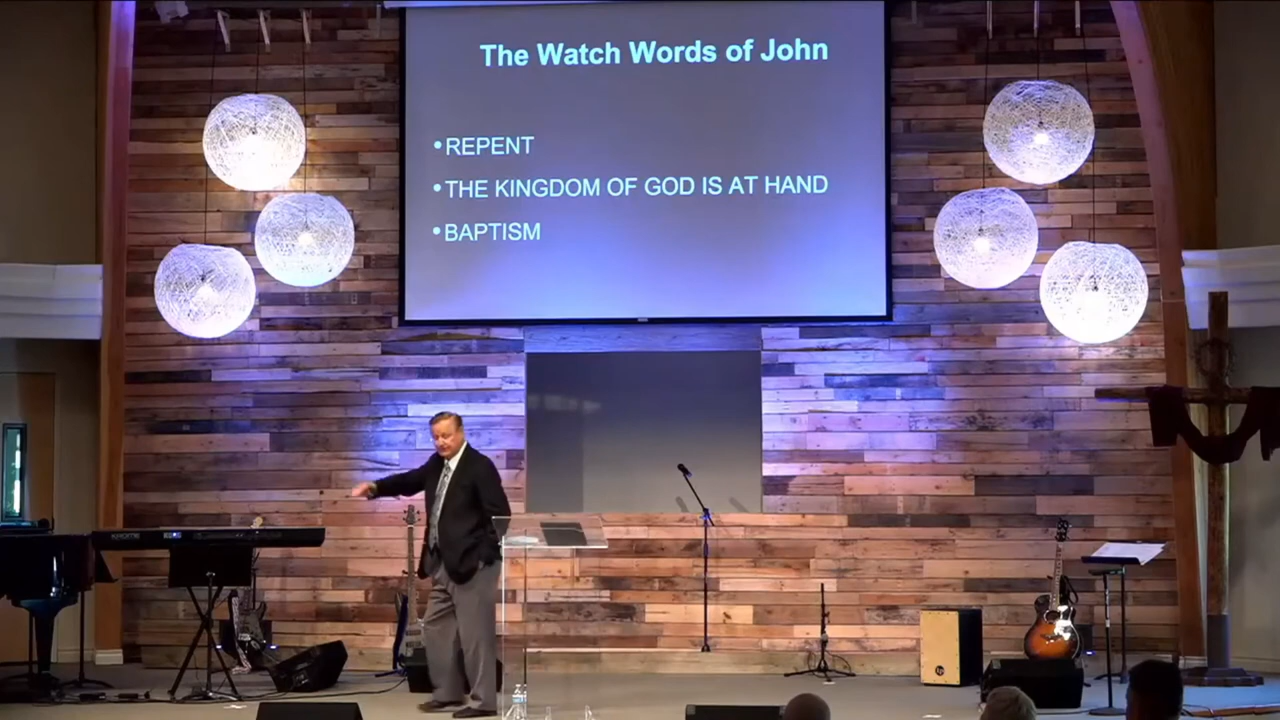 The Watch Words of John
•REPENT
•THE KINGDOM OF GOD IS AT HAND
•BAPTISM